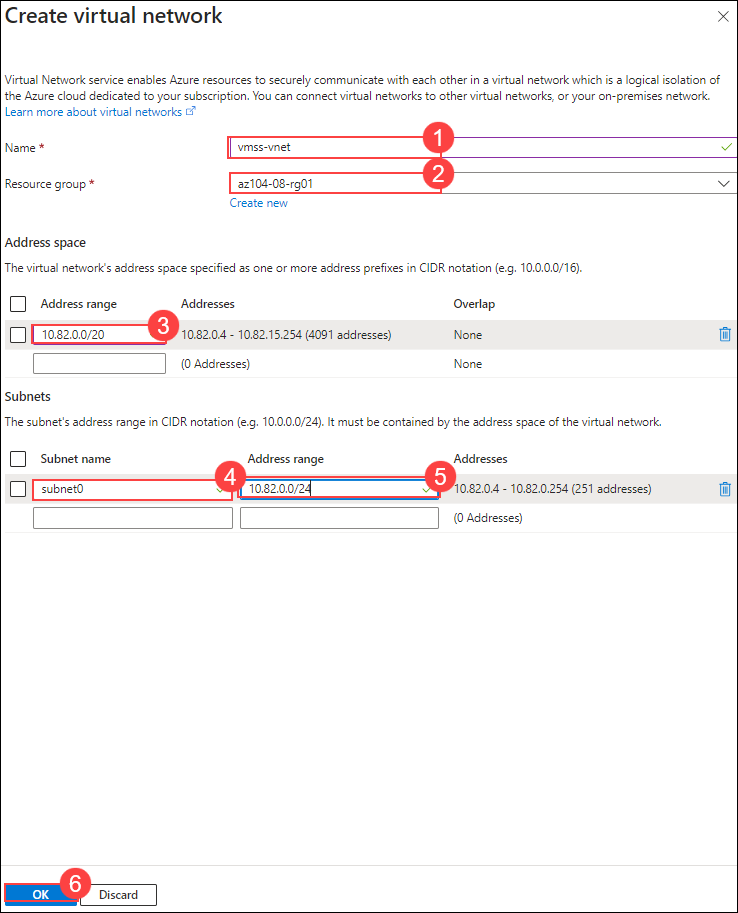 Create virtual network
Virtual Network service enables Azure resources to securely communicate with each other in a virtual network which is a logical isolation of
the Azure cloud dedicated to your subscription. You can connect virtual networks to other virtual networks, or your on-premises network.
Learn more about virtual networks
Name * vmss-vnet 1
Resource group * az104-08-rg01 2
Create new
Address space
The virtual network's address space specified as one or more address prefixes in CIDR notation (e.g. 10.0.0.0/16).
Address range Addresses Overlap
10.82.0.0/20 3 10.82.0.4 - 10.82.15.254 (4091 addresses) None
(0 Addresses) None
Subnets
The subnet's address range in CIDR notation (e.g. 10.0.0.0/24). It must be contained by the address space of the virtual network.
Subnet name Address range Addresses
subnet0 4 10.82.0.0/24 5 10.82.0.4 - 10.82.0.254 (251 addresses)
(0 Addresses)
OK 6 Discard